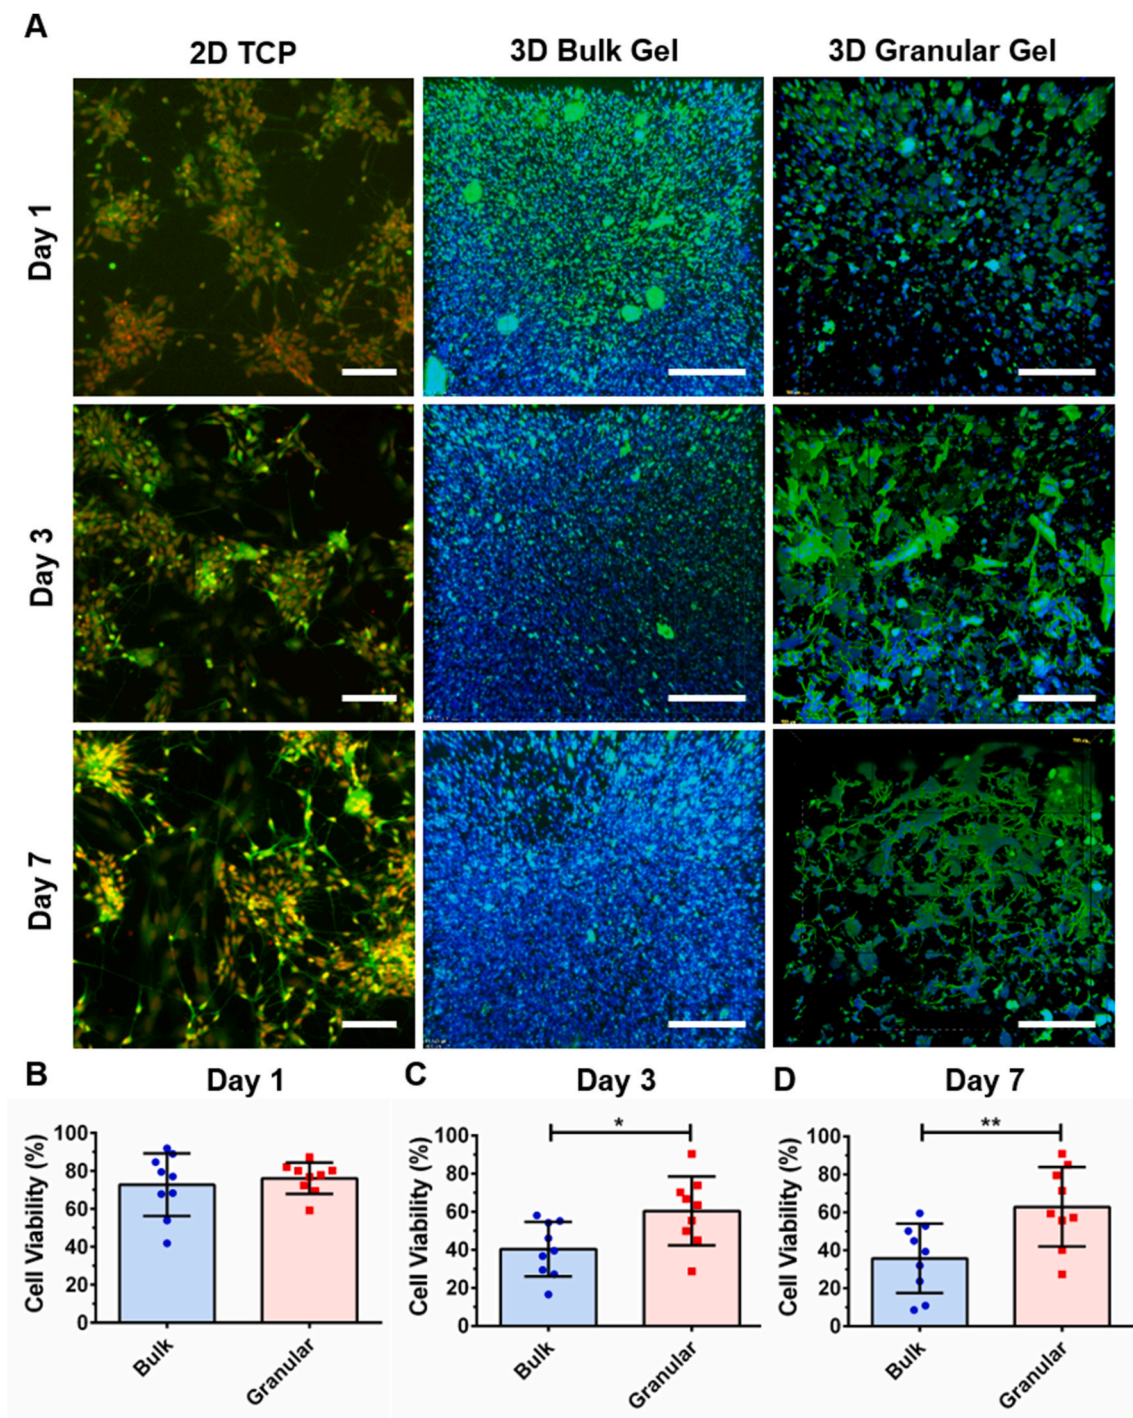 A
2D TCP 3D Bulk Gel 3D Granular Gel
Day 1
Day 3
Day 7
B Day 1 C Day 3 D Day 7
Cell Viability (%)
100
80
60
40
20
0
Bulk Granular
Cell Viability (%)
100
80
60
40
20
0
*
Bulk Granular
Cell Viability (%)
100
80
60
40
20
0
**
Bulk Granular